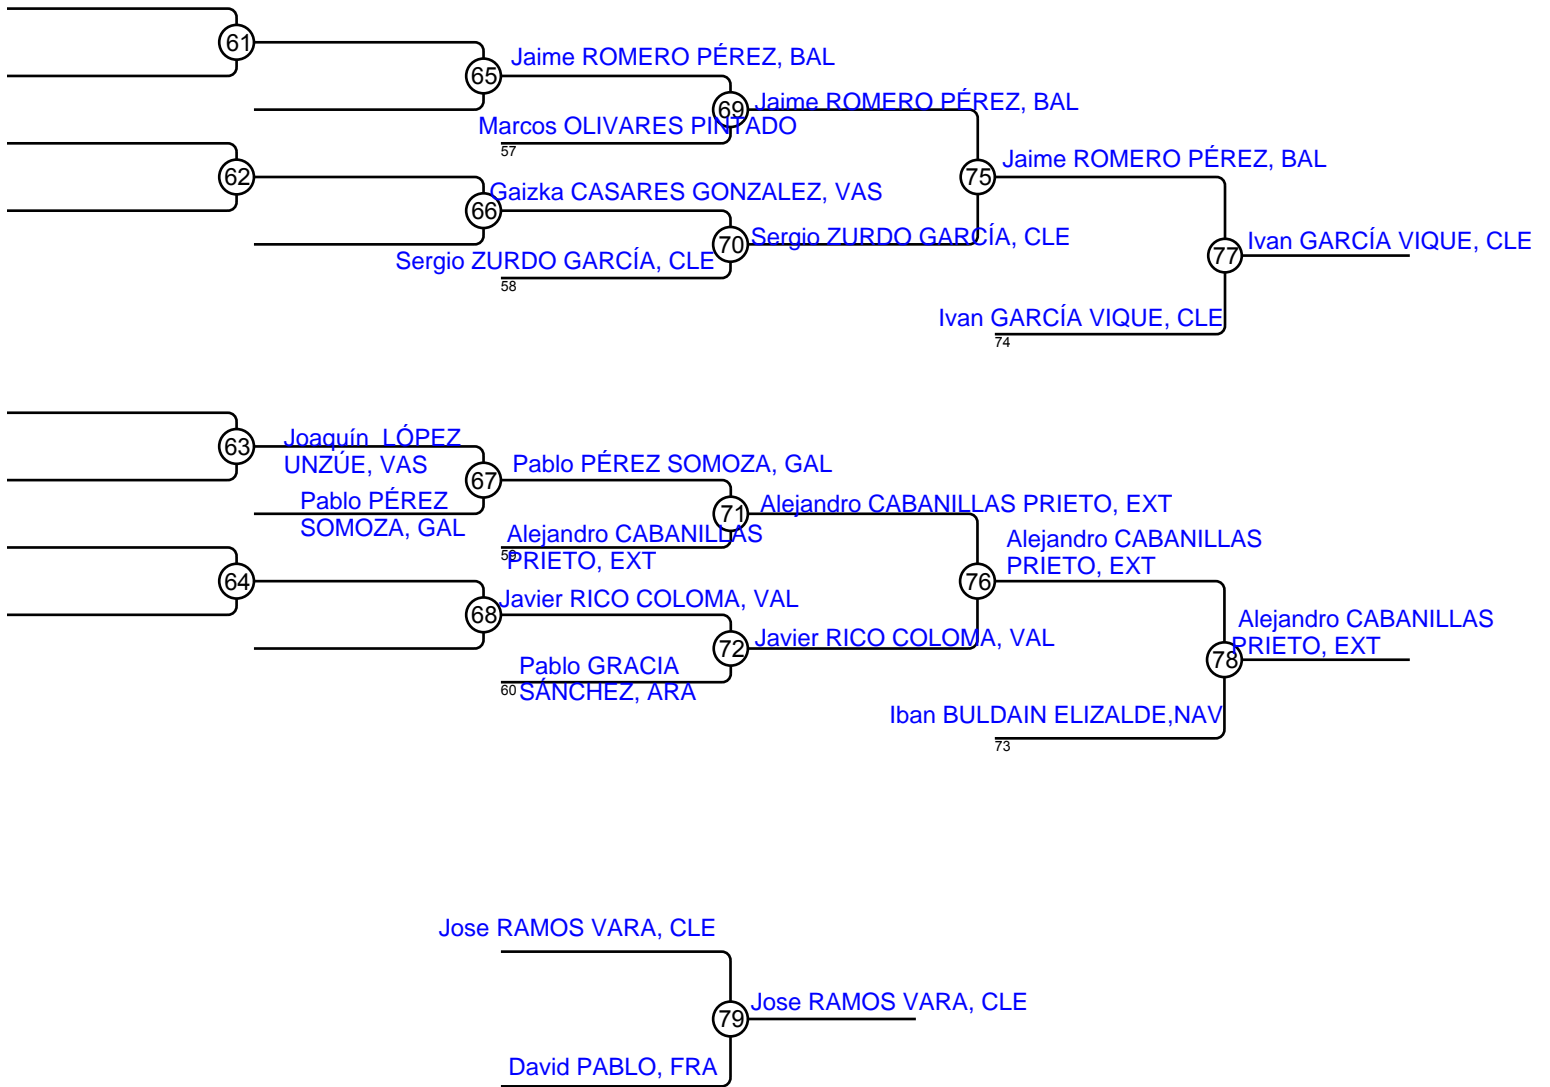 61
Jaime ROMERO PÉREZ, BAL
65
Jaime ROMERO PÉREZ, BAL
69
Marcos OLIVARES PINTADO
57
Jaime ROMERO PÉREZ, BAL
62
75
Gaizka CASARES GONZALEZ, VAS
66
Sergio ZURDO GARCÍA, CLE
70
Ivan GARCÍA VIQUE, CLE
77
Sergio ZURDO GARCÍA, CLE
58
Ivan GARCÍA VIQUE, CLE
74
63
Joaquín LÓPEZ
UNZÚE, VAS
Pablo PÉREZ SOMOZA, GAL
67
Pablo PÉREZ
SOMOZA, GAL
Alejandro CABANILLAS PRIETO, EXT
71
Alejandro CABANILLAS
PRIETO, EXT
59
Alejandro CABANILLAS
PRIETO, EXT
64
76
Javier RICO COLOMA, VAL
68
Javier RICO COLOMA, VAL
72
Alejandro CABANILLAS
PRIETO, EXT
78
Pablo GRACIA
SÁNCHEZ, ARA
60
Iban BULDAIN ELIZALDE,NAV
73
Jose RAMOS VARA, CLE
79
Jose RAMOS VARA, CLE
David PABLO, FRA